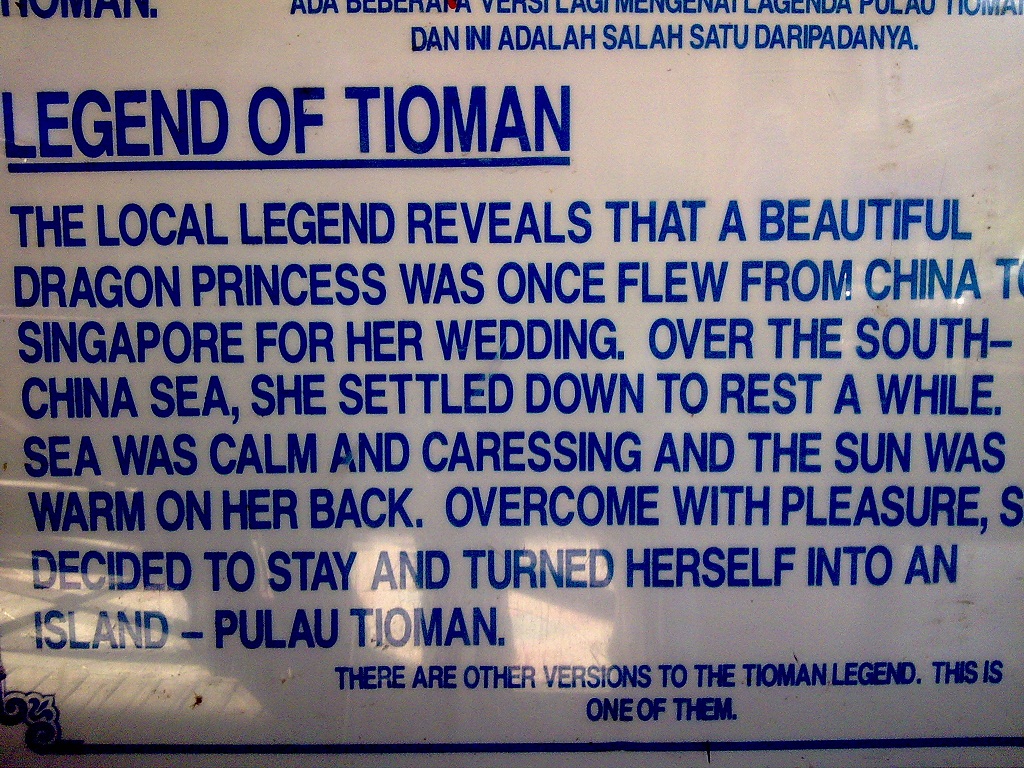 TIOMAN.
ADA BEBERAPA VERSI LAGI MENGENAI LAGENDA PULAU TIOMAN
DAN INI ADALAH SALAH SATU DARIPADANYA.
LEGEND OF TIOMAN
THE LOCAL LEGEND REVEALS THAT A BEAUTIFUL
DRAGON PRINCESS WAS ONCE FLEW FROM CHINA TO
SINGAPORE FOR HER WEDDING. OVER THE SOUTH–
CHINA SEA, SHE SETTLED DOWN TO REST A WHILE.
SEA WAS CALM AND CARESSING AND THE SUN WAS
WARM ON HER BACK. OVERCOME WITH PLEASURE, S
DECIDED TO STAY AND TURNED HERSELF INTO AN
ISLAND – PULAU TIOMAN.
THERE ARE OTHER VERSIONS TO THE TIOMAN LEGEND. THIS IS
ONE OF THEM.